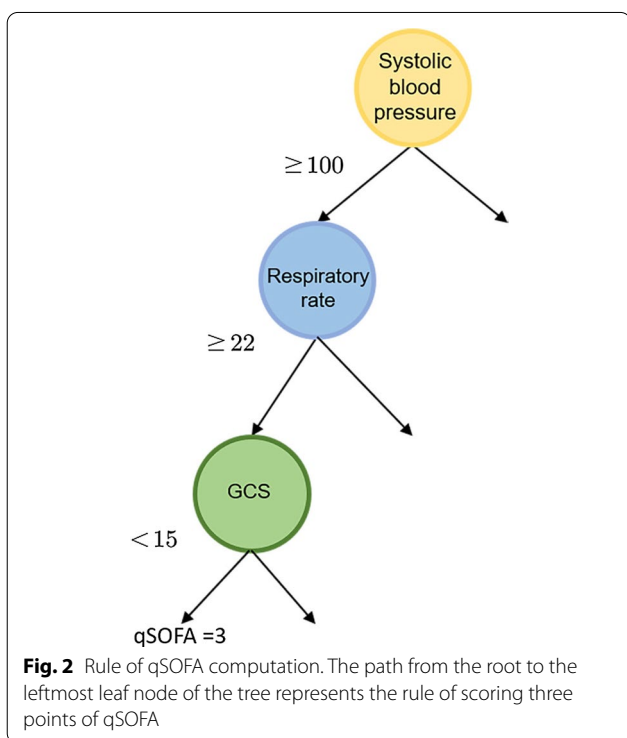 Systolic
blood
pressure
≥100
Respiratory
rate
≥22
GCS
<15
qSOFA =3
Fig. 2 Rule of qSOFA computation. The path from the root to the
leftmost leaf node of the tree represents the rule of scoring three
points of qSOFA